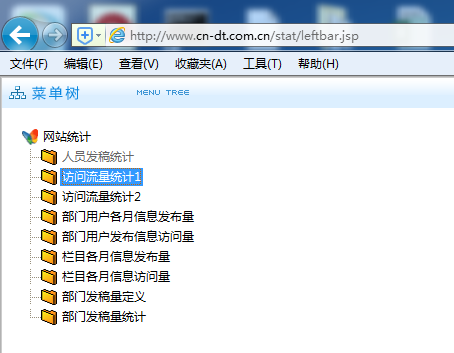 http://www.cn-dt.com.cn/stat/leftbar.jsp
文件(F) 编辑(E) 查看(V) 收藏夹(A) 工具(T) 帮助(H)
菜单树 MENU TREE
网站统计
人员发稿统计
访问流量统计1
访问流量统计2
部门用户各月信息发布量
部门用户发布信息访问量
栏目各月信息发布量
栏目各月信息访问量
部门发稿量定义
部门发稿量统计